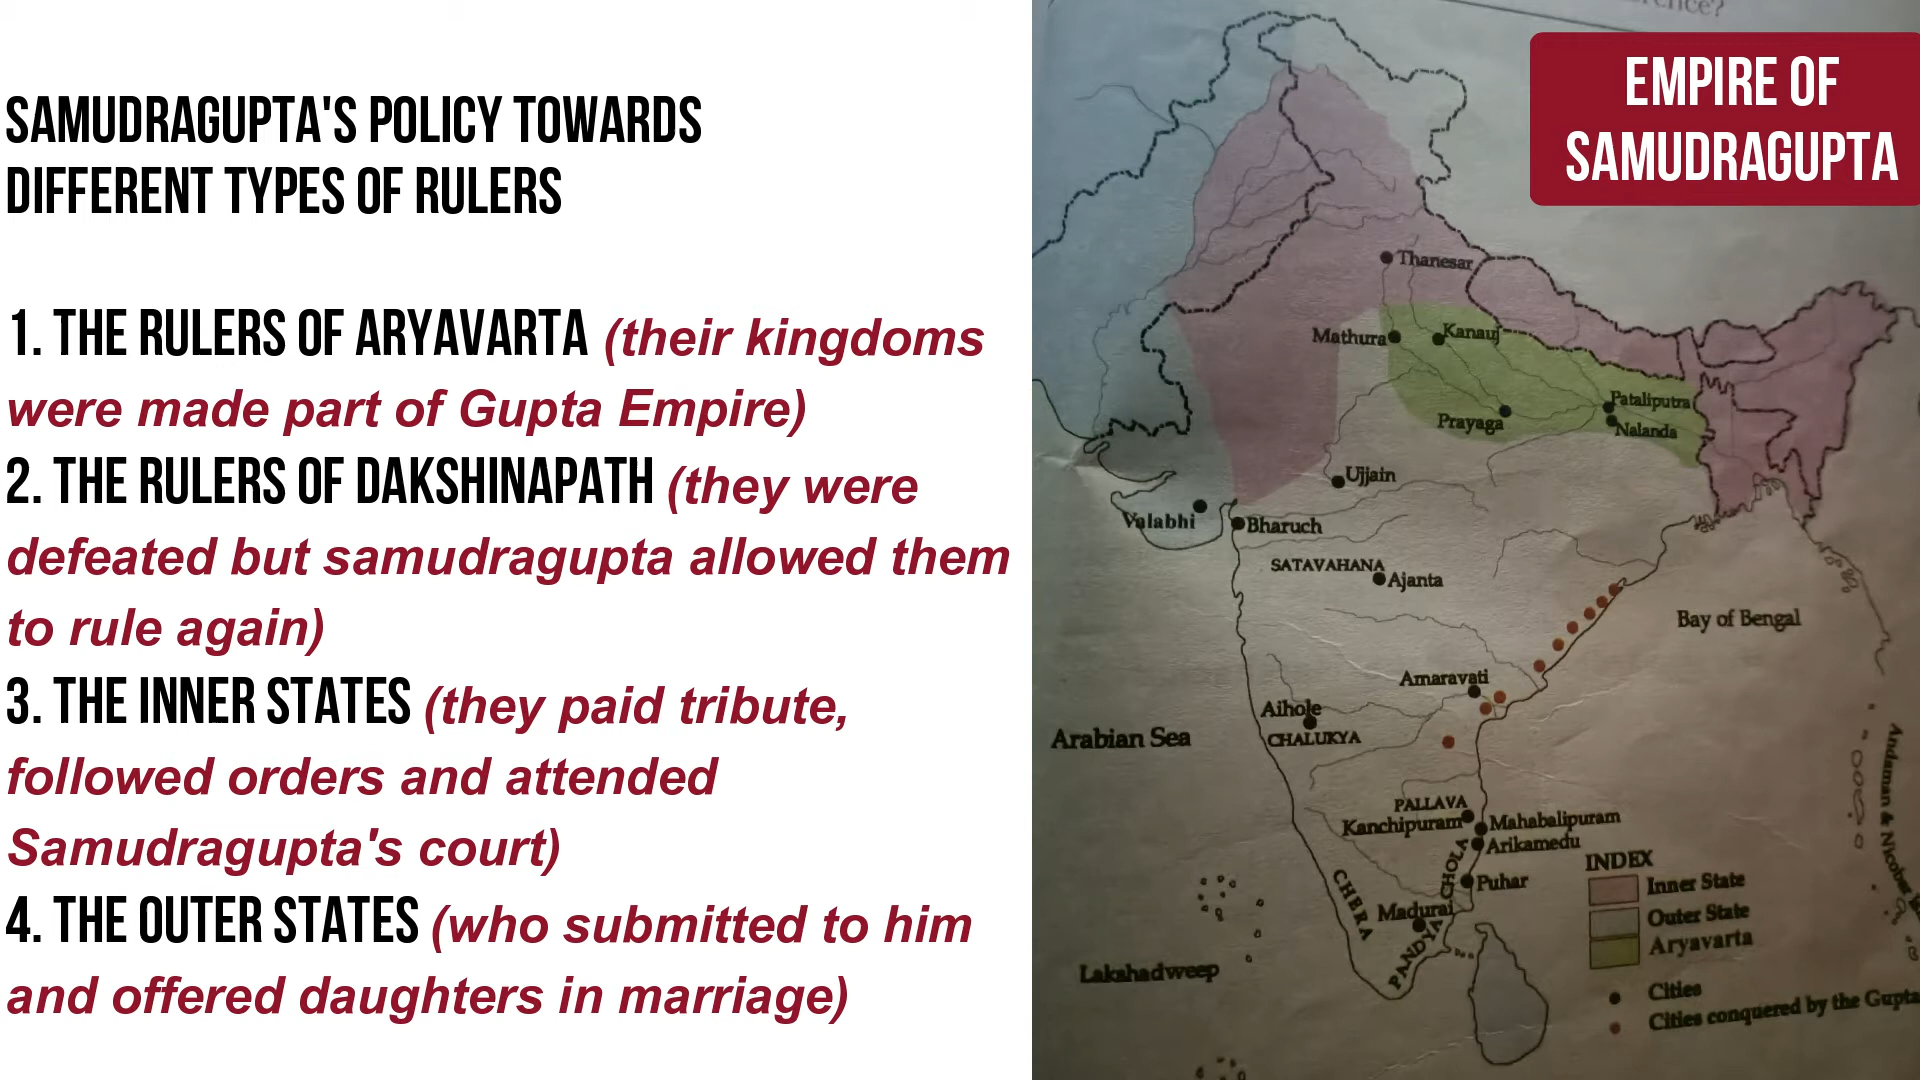 SAMUDRAGUPTA'S POLICY TOWARDS
DIFFERENT TYPES OF RULERS
1. THE RULERS OF ARYAVARTA (their kingdoms
were made part of Gupta Empire)
2. THE RULERS OF DAKSHINAPATH (they were
defeated but samudragupta allowed them
to rule again)
3. THE INNER STATES (they paid tribute,
followed orders and attended
Samudragupta's court)
4. THE OUTER STATES (who submitted to him
and offered daughters in marriage)
EMPIRE OF
SAMUDRAGUPTA
Thanesar
Mathura
Kanauj
Pataliputra
Prayaga
Nalanda
Ujjain
Valabhi
Bharuch
SATAVAHANA
Ajanta
Bay of Bengal
Amaravati
Aihole
Arabian Sea
CHALUKYA
PALLAVA
Kanchipuram
Mahabalipuram
Arikamedu
CHOLA
Puhar
CHERA
Madurai
PANDYA
Lakshadweep
Andaman & Nicobar
INDEX
Inner State
Outer State
Aryavarta
Cities
Cities conquered by the Gupta